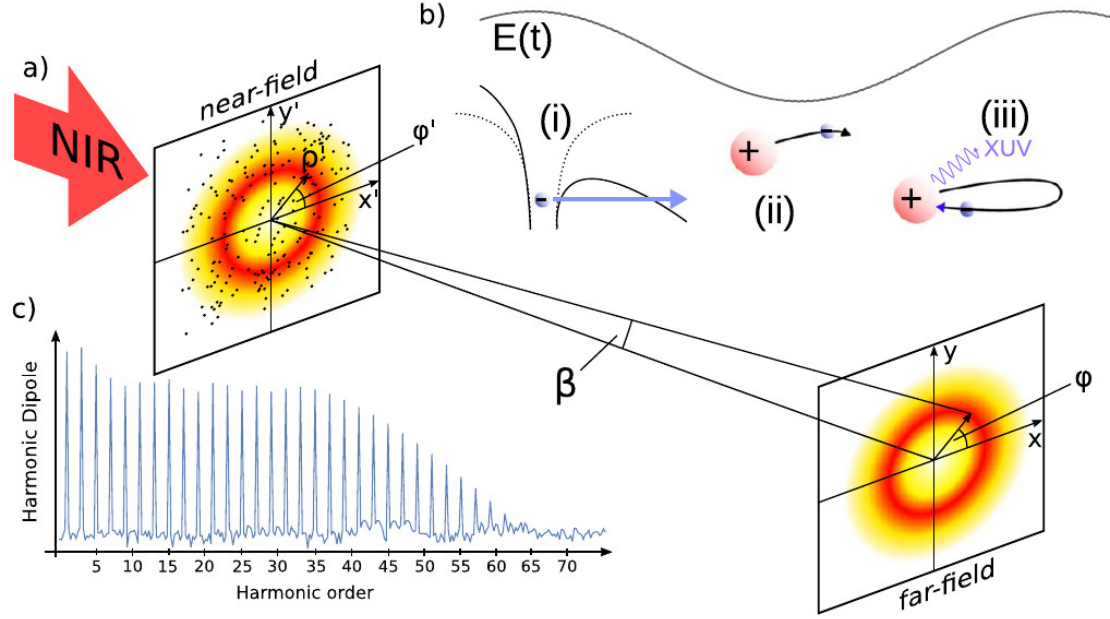 a)
NIR
near-field
y'
φ'
ρ'
x'
b)
E(t)
(i)
-
+
-
(ii)
(iii)
XUV
+
-
β
y
φ
x
far-field
c)
Harmonic Dipole
5 10 15 20 25 30 35 40 45 50 55 60 65 70
Harmonic order